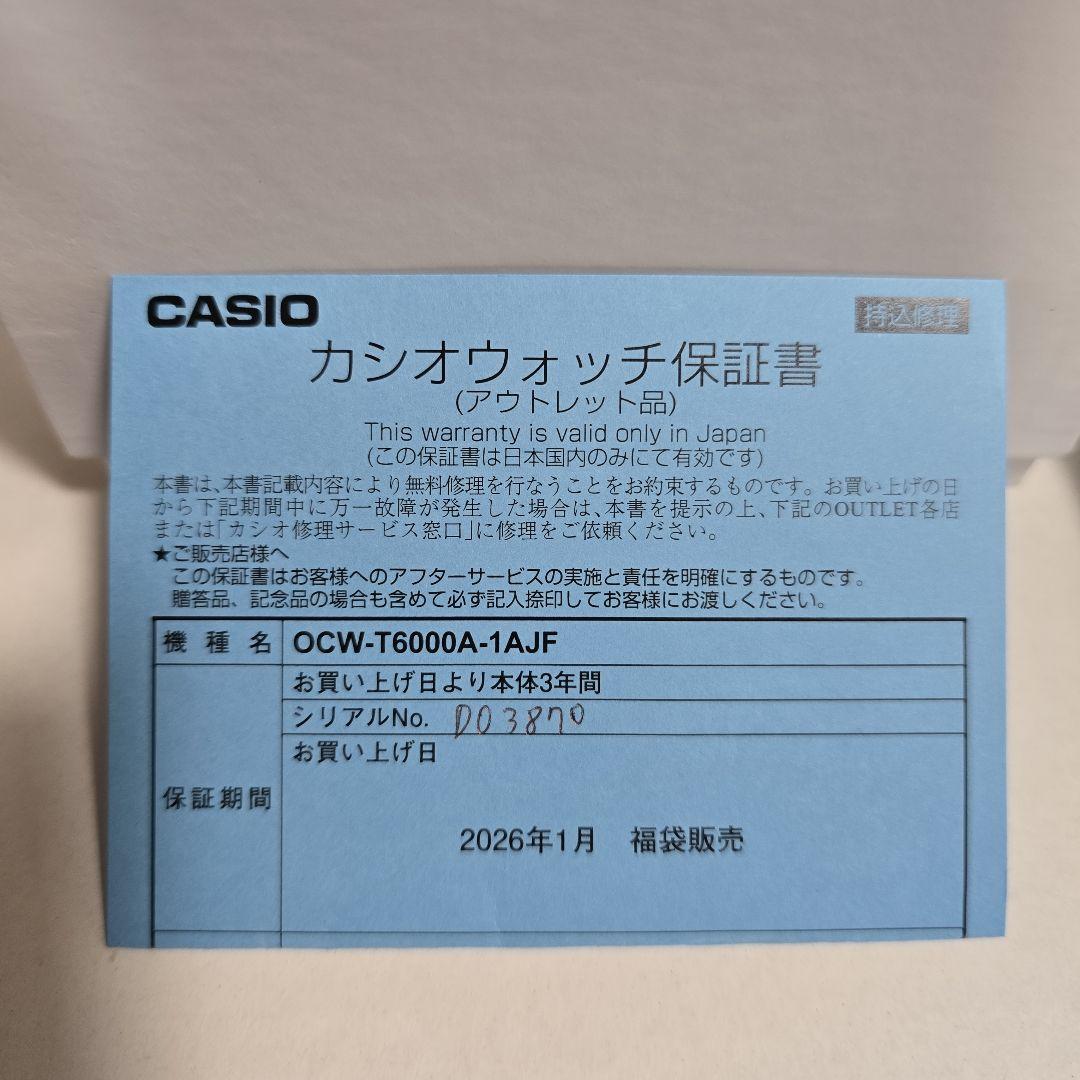 CASIO
持込修理
カシオウォッチ保証書
(アウトレット品)
This warranty is valid only in Japan
(この保証書は日本国内のみにて有効です)
本書は、本書記載内容により無料修理を行なうことをお約束するものです。お買い上げの日
から下記期間中に万一故障が発生した場合は、本書を提示の上、下記のOUTLET各店
または「カシオ修理サービス窓口」に修理をご依頼ください。
★ご販売店様へ
この保証書はお客様へのアフターサービスの実施と責任を明確にするものです。
贈答品、記念品の場合も含めて必ず記入捺印してお客様にお渡しください。
機種名 OCW-T6000A-1AJF
お買い上げ日より本体3年間
シリアルNo. D03870
お買い上げ日
保証期間
2026年1月 福袋販売